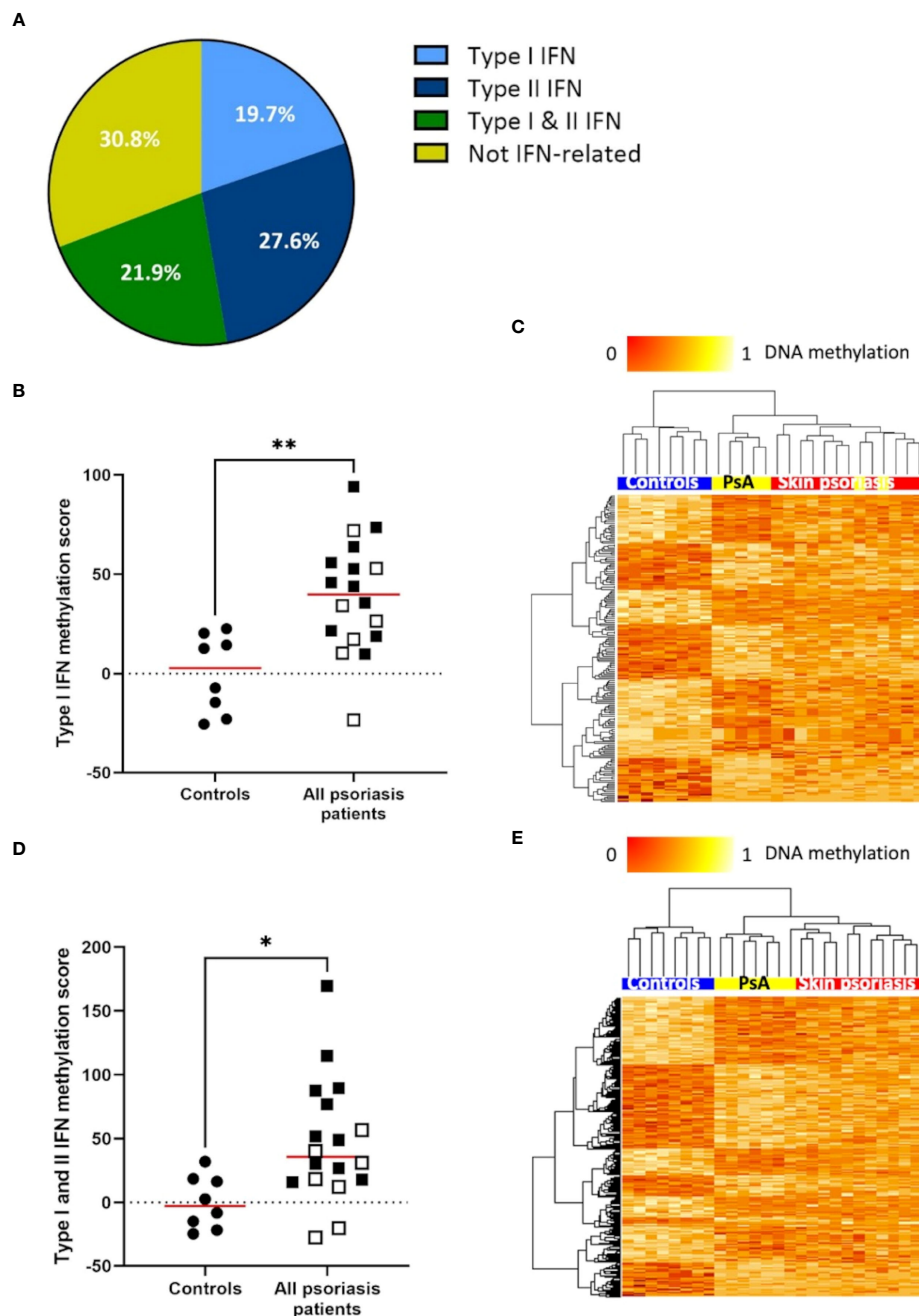 A
Type I IFN
Type II IFN
Type I & II IFN
Not IFN-related
19.7%
30.8%
27.6%
21.9%
C
0
1 DNA methylation
B
**
Controls
PsA
Skin psoriasis
100
50
0
-50
Type I IFN methylation score
Controls
All psoriasis
patients
D
E
0
1 DNA methylation
*
Controls
PsA
Skin psoriasis
200
150
100
50
0
-50
Type I and II IFN methylation score
Controls
All psoriasis
patients